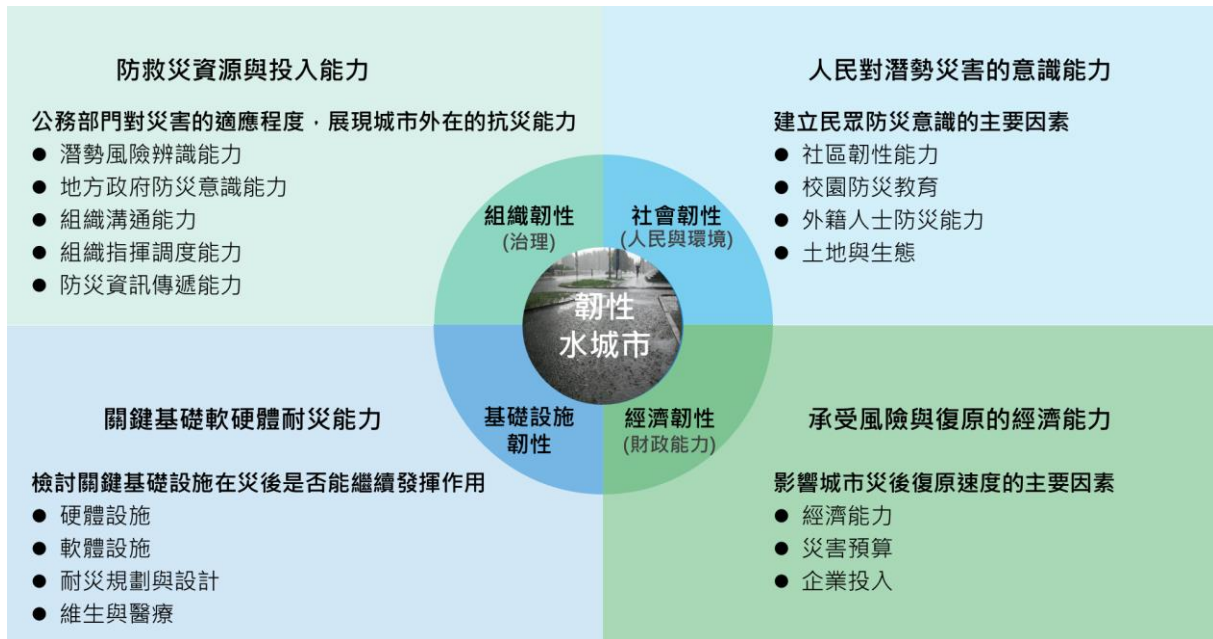 防救災資源與投入能力
公務部門對災害的適應程度，展現城市外在的抗災能力
● 潛勢風險辨識能力
● 地方政府防災意識能力
● 組織溝通能力
● 組織指揮調度能力
● 防災資訊傳遞能力
人民對潛勢災害的意識能力
建立民眾防災意識的主要因素
● 社區韌性能力
● 校園防災教育
● 外籍人士防災能力
● 土地與生態
組織韌性
(治理)
社會韌性
(人民與環境)
韌性
水城市
基礎設施
韌性
經濟韌性
(財政能力)
關鍵基礎軟硬體耐災能力
檢討關鍵基礎設施在災後是否能繼續發揮作用
● 硬體設施
● 軟體設施
● 耐災規劃與設計
● 維生與醫療
承受風險與復原的經濟能力
影響城市災後復原速度的主要因素
● 經濟能力
● 災害預算
● 企業投入